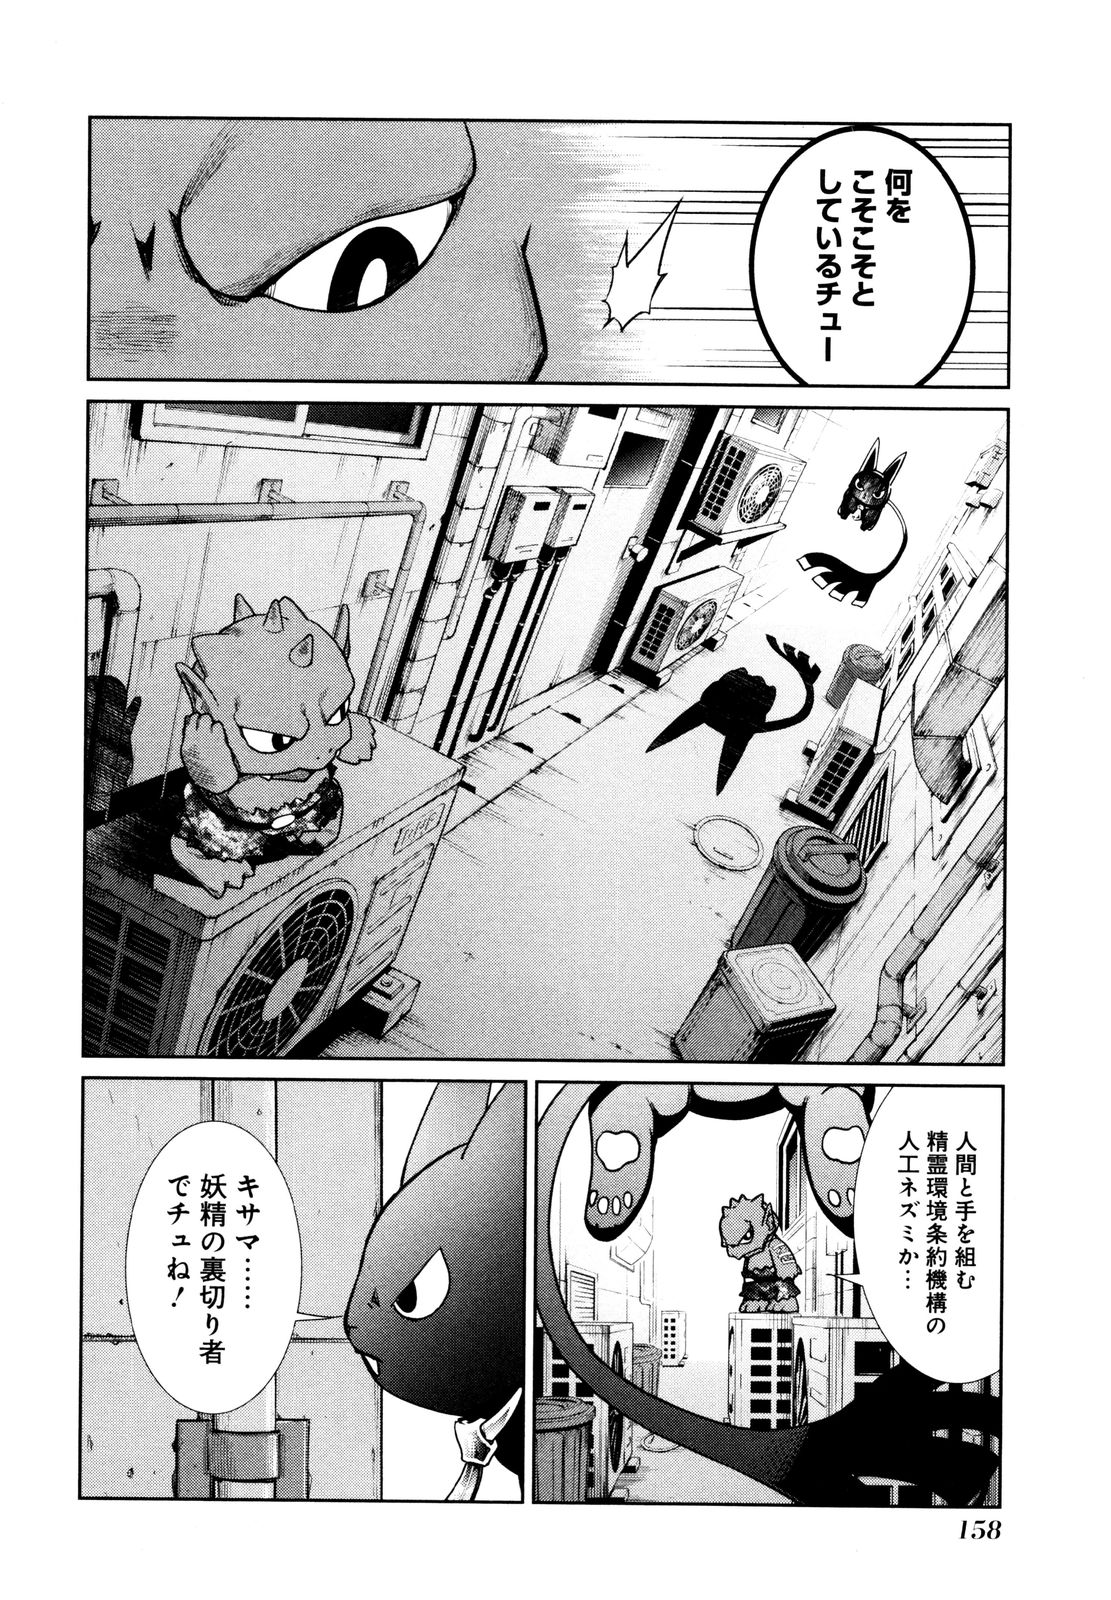 何を
こそこそと
しているチュー
人間と手を組む
精霊環境条約機構の
人工ネズミか…
キサマ……
妖精の裏切り者
でチュね！
158